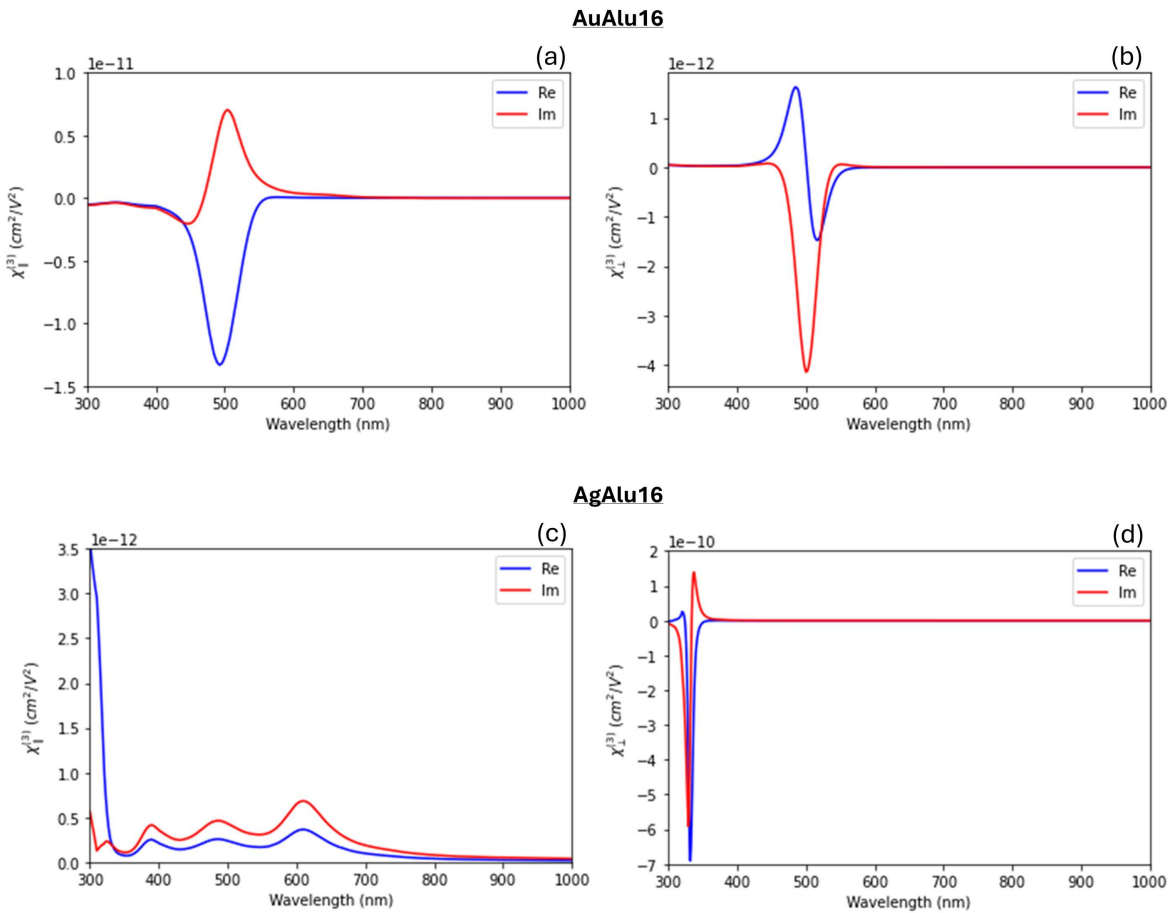 AuAlu16
(a)
1e−11
1.0
0.5
0.0
−0.5
−1.0
−1.5
300 400 500 600 700 800 900 1000
Wavelength (nm)
χ∥(3) (cm²/V²)
Re
Im
(b)
1e−12
1
0
−1
−2
−3
−4
300 400 500 600 700 800 900 1000
Wavelength (nm)
χ⊥(3) (cm²/V²)
Re
Im
AgAlu16
(c)
1e−12
3.5
3.0
2.5
2.0
1.5
1.0
0.5
0.0
300 400 500 600 700 800 900 1000
Wavelength (nm)
χ∥(3) (cm²/V²)
Re
Im
(d)
1e−10
2
1
0
−1
−2
−3
−4
−5
−6
−7
300 400 500 600 700 800 900 1000
Wavelength (nm)
χ⊥(3) (cm²/V²)
Re
Im